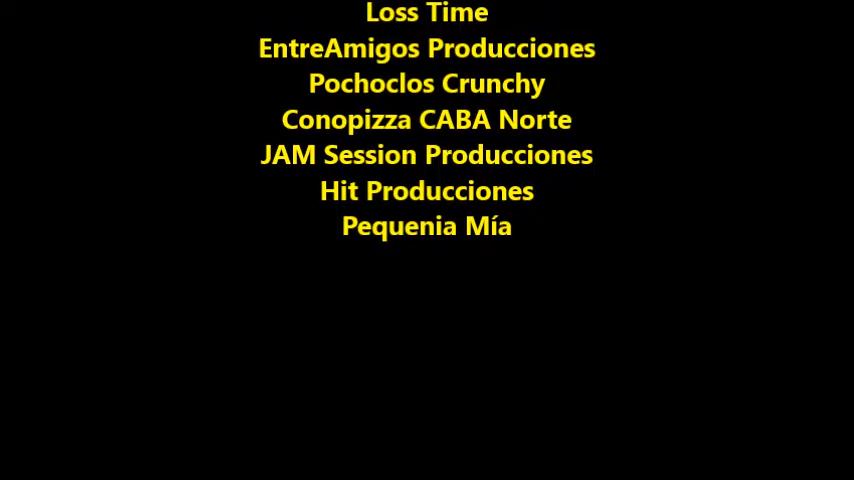 Loss Time
EntreAmigos Producciones
Pochoclos Crunchy
Conopizza CABA Norte
JAM Session Producciones
Hit Producciones
Pequenia Mía